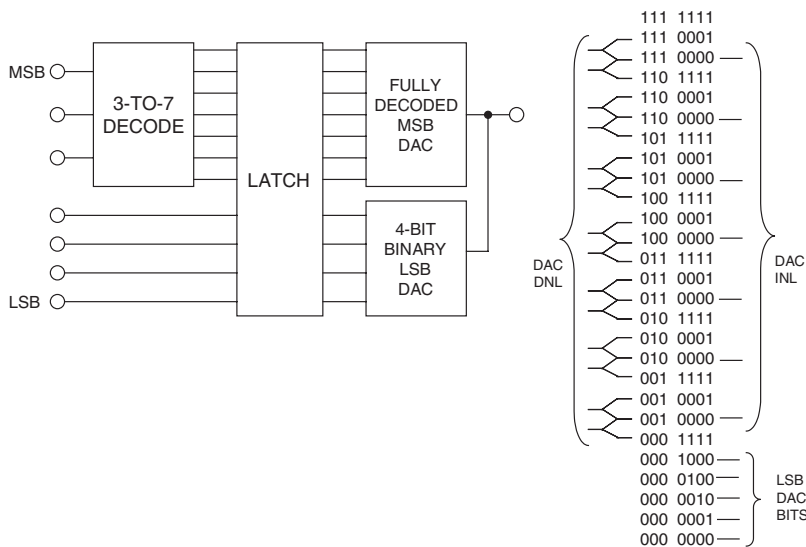 MSB
3-TO-7
DECODE
LATCH
FULLY
DECODED
MSB
DAC
4-BIT
BINARY
LSB
DAC
LSB
DAC
DNL
111 1111
111 0001
111 0000
110 1111
110 0001
110 0000
101 1111
101 0001
101 0000
100 1111
100 0001
100 0000
011 1111
011 0001
011 0000
010 1111
010 0001
010 0000
001 1111
001 0001
001 0000
000 1111
000 1000
000 0100
000 0010
000 0001
000 0000
DAC
INL
LSB
DAC
BITS